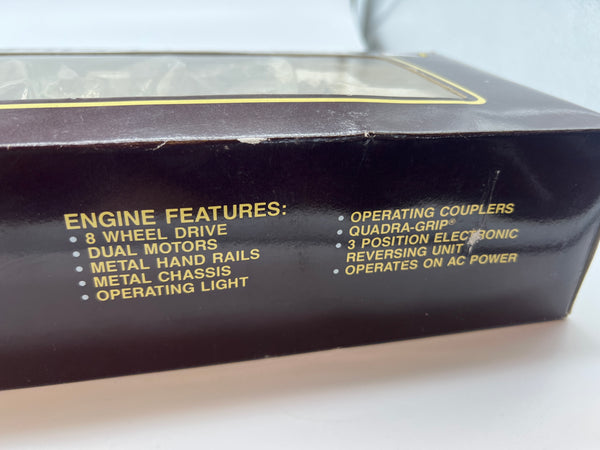 ENGINE FEATURES:
• 8 WHEEL DRIVE
• DUAL MOTORS
• METAL HAND RAILS
• METAL CHASSIS
• OPERATING LIGHT
• OPERATING COUPLERS
• QUADRA-GRIP®
• 3 POSITION ELECTRONIC
REVERSING UNIT
• OPERATES ON AC POWER